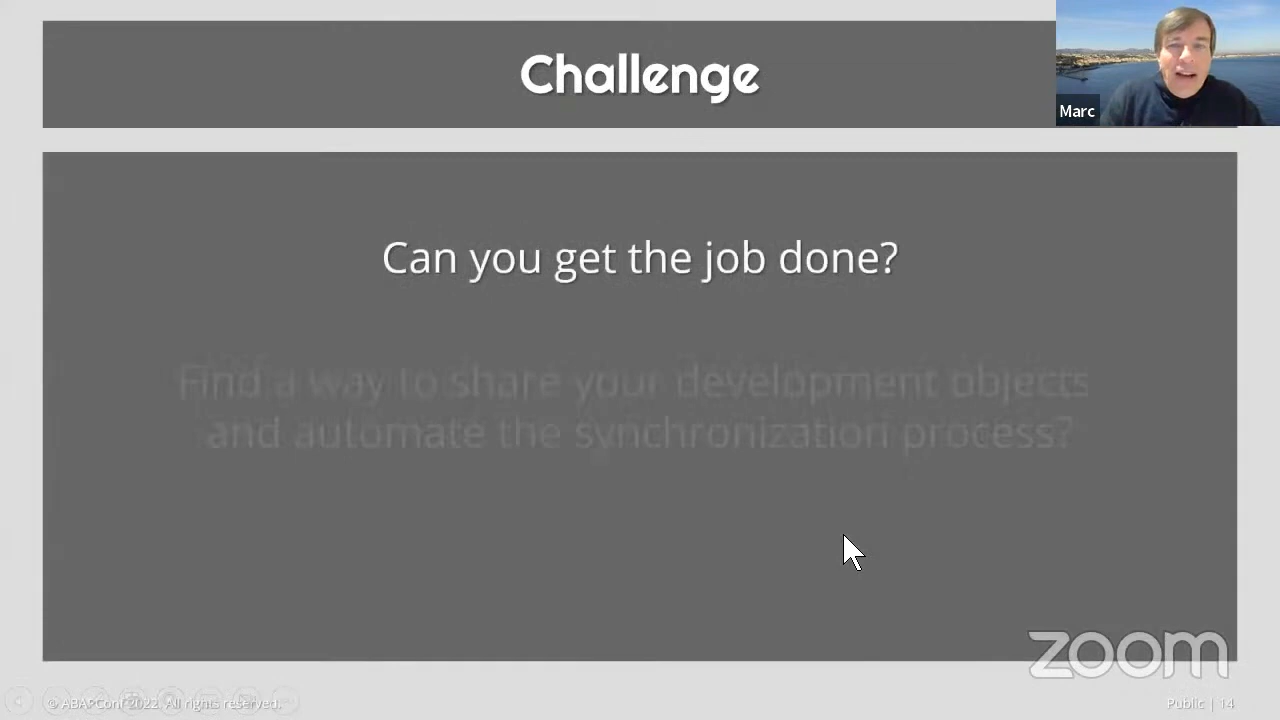 Challenge
Marc
Can you get the job done?
Find a way to share your development objects
and automate the synchronization process?
zoom
© ABAPConf 2022. All rights reserved.
Public | 14